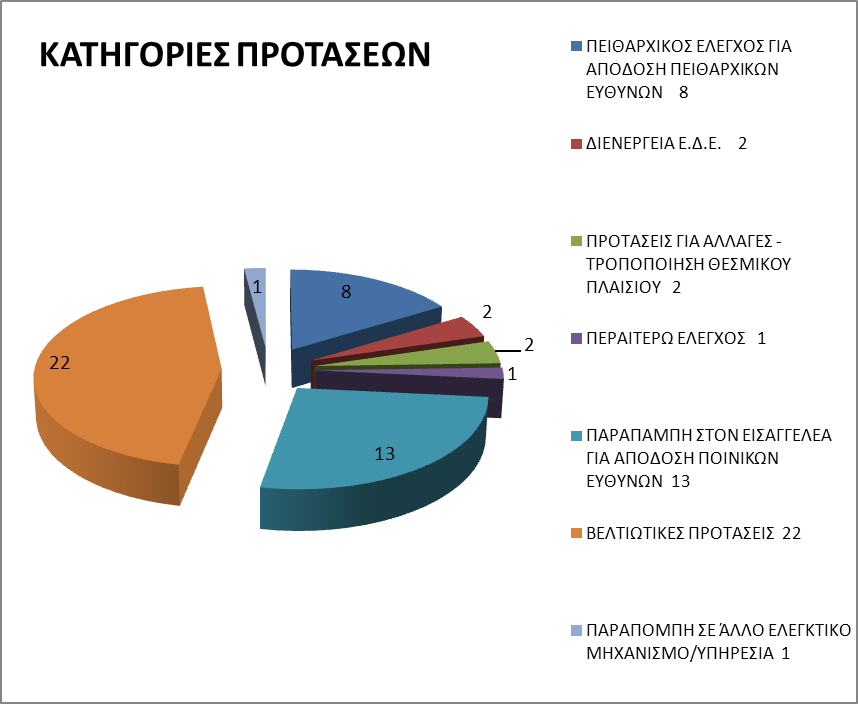 ΚΑΤΗΓΟΡΙΕΣ ΠΡΟΤΑΣΕΩΝ
ΠΕΙΘΑΡΧΙΚΟΣ ΕΛΕΓΧΟΣ ΓΙΑ
ΑΠΟΔΟΣΗ ΠΕΙΘΑΡΧΙΚΩΝ
ΕΥΘΥΝΩΝ 8
ΔΙΕΝΕΡΓΕΙΑ Ε.Δ.Ε. 2
ΠΡΟΤΑΣΕΙΣ ΓΙΑ ΑΛΛΑΓΕΣ -
ΤΡΟΠΟΠΟΙΗΣΗ ΘΕΣΜΙΚΟΥ
ΠΛΑΙΣΙΟΥ 2
ΠΕΡΑΙΤΕΡΩ ΕΛΕΓΧΟΣ 1
ΠΑΡΑΠΑΜΠΗ ΣΤΟΝ ΕΙΣΑΓΓΕΛΕΑ
ΓΙΑ ΑΠΟΔΟΣΗ ΠΟΙΝΙΚΩΝ
ΕΥΘΥΝΩΝ 13
ΒΕΛΤΙΩΤΙΚΕΣ ΠΡΟΤΑΣΕΙΣ 22
ΠΑΡΑΠΟΜΠΗ ΣΕ ΆΛΛΟ ΕΛΕΓΚΤΙΚΟ
ΜΗΧΑΝΙΣΜΟ/ΥΠΗΡΕΣΙΑ 1
1
8
2
2
1
13
22